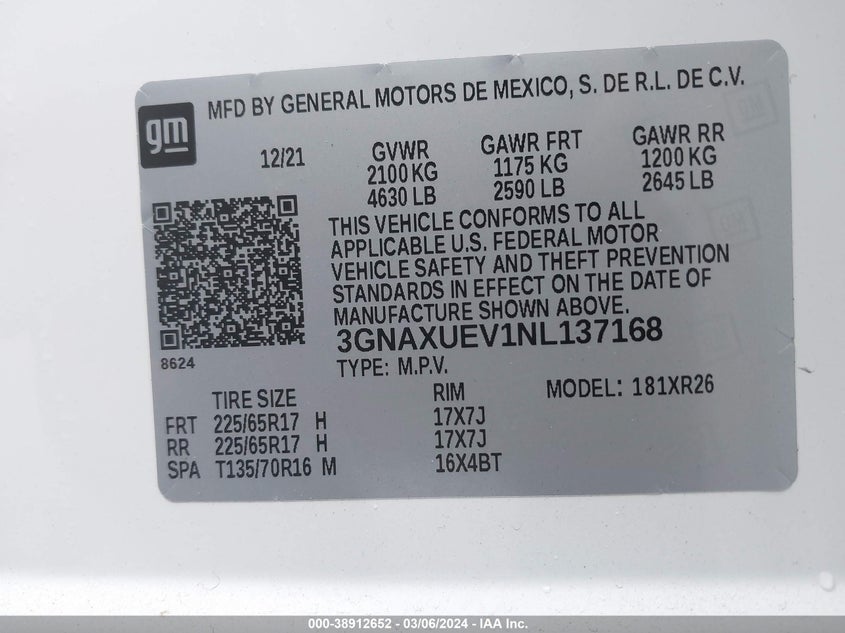 MFD BY GENERAL MOTORS DE MEXICO, S. DE R.L. DE C.V.
gm
12/21 GVWR GAWR FRT GAWR RR
2100 KG 1175 KG 1200 KG
4630 LB 2590 LB 2645 LB
THIS VEHICLE CONFORMS TO ALL
APPLICABLE U.S. FEDERAL MOTOR
VEHICLE SAFETY AND THEFT PREVENTION
STANDARDS IN EFFECT ON THE DATE OF
MANUFACTURE SHOWN ABOVE.
3GNAXUEV1NL137168
8624
TYPE: M.P.V.
TIRE SIZE RIM MODEL: 181XR26
FRT 225/65R17 H 17X7J
RR 225/65R17 H 17X7J
SPA T135/70R16 M 16X4BT
000-38912652 - 03/06/2024 - IAA Inc.